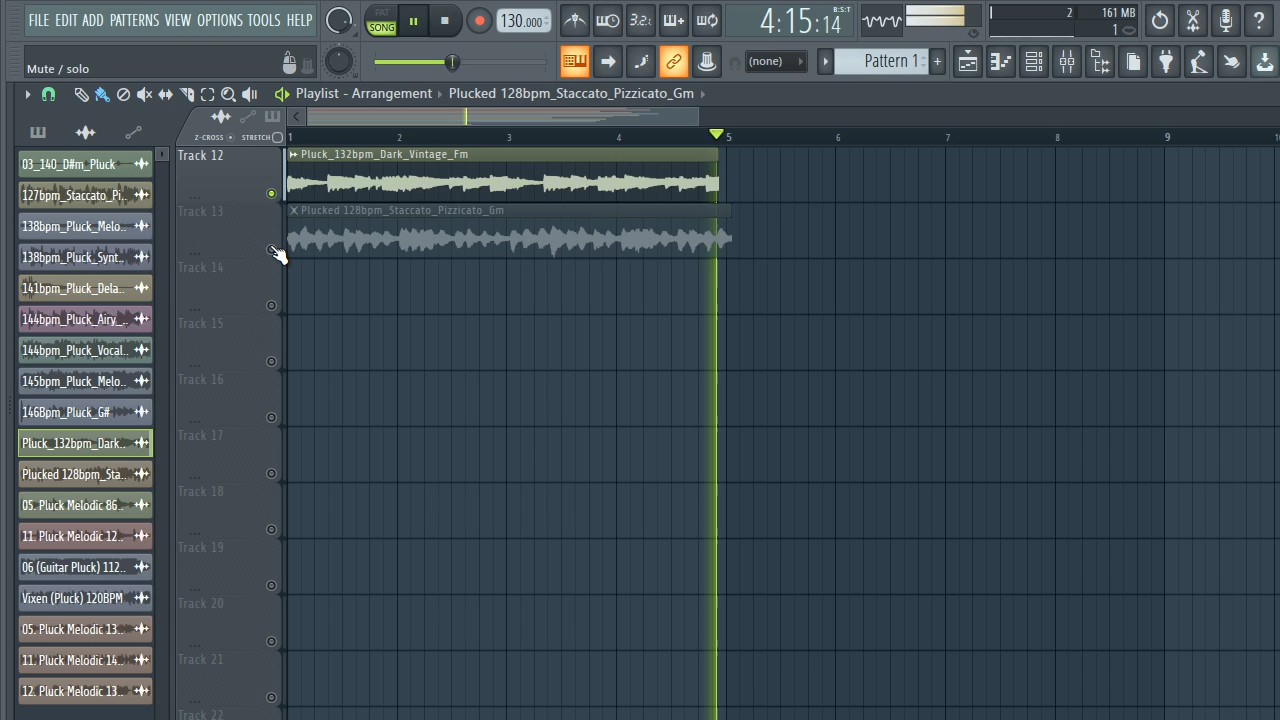 FILE EDIT ADD PATTERNS VIEW OPTIONS TOOLS HELP
PAT
SONG
130.000
3.2.
4:15:14
B:S:T
2
161 MB
1
Mute / solo
(none)
Pattern 1
+
Playlist - Arrangement › Plucked 128bpm_Staccato_Pizzicato_Gm ›
Z-CROSS
STRETCH
1 2 3 4 5 6 7 8 9 10
03_140_D#m_Pluck
127bpm_Staccato_Pi..
138bpm_Pluck_Melo..
138bpm_Pluck_Synt..
141bpm_Pluck_Dela..
144bpm_Pluck_Airy_..
144bpm_Pluck_Vocal..
145bpm_Pluck_Melo..
146Bpm_Pluck_G#
Pluck_132bpm_Dark..
Plucked 128bpm_Sta..
05. Pluck Melodic 86..
11. Pluck Melodic 12..
06 (Guitar Pluck) 112..
Vixen (Pluck) 120BPM
05. Pluck Melodic 13..
11. Pluck Melodic 14..
12. Pluck Melodic 13..
Track 12
Pluck_132bpm_Dark_Vintage_Fm
Track 13
Plucked 128bpm_Staccato_Pizzicato_Gm
Track 14
Track 15
Track 16
Track 17
Track 18
Track 19
Track 20
Track 21
Track 22